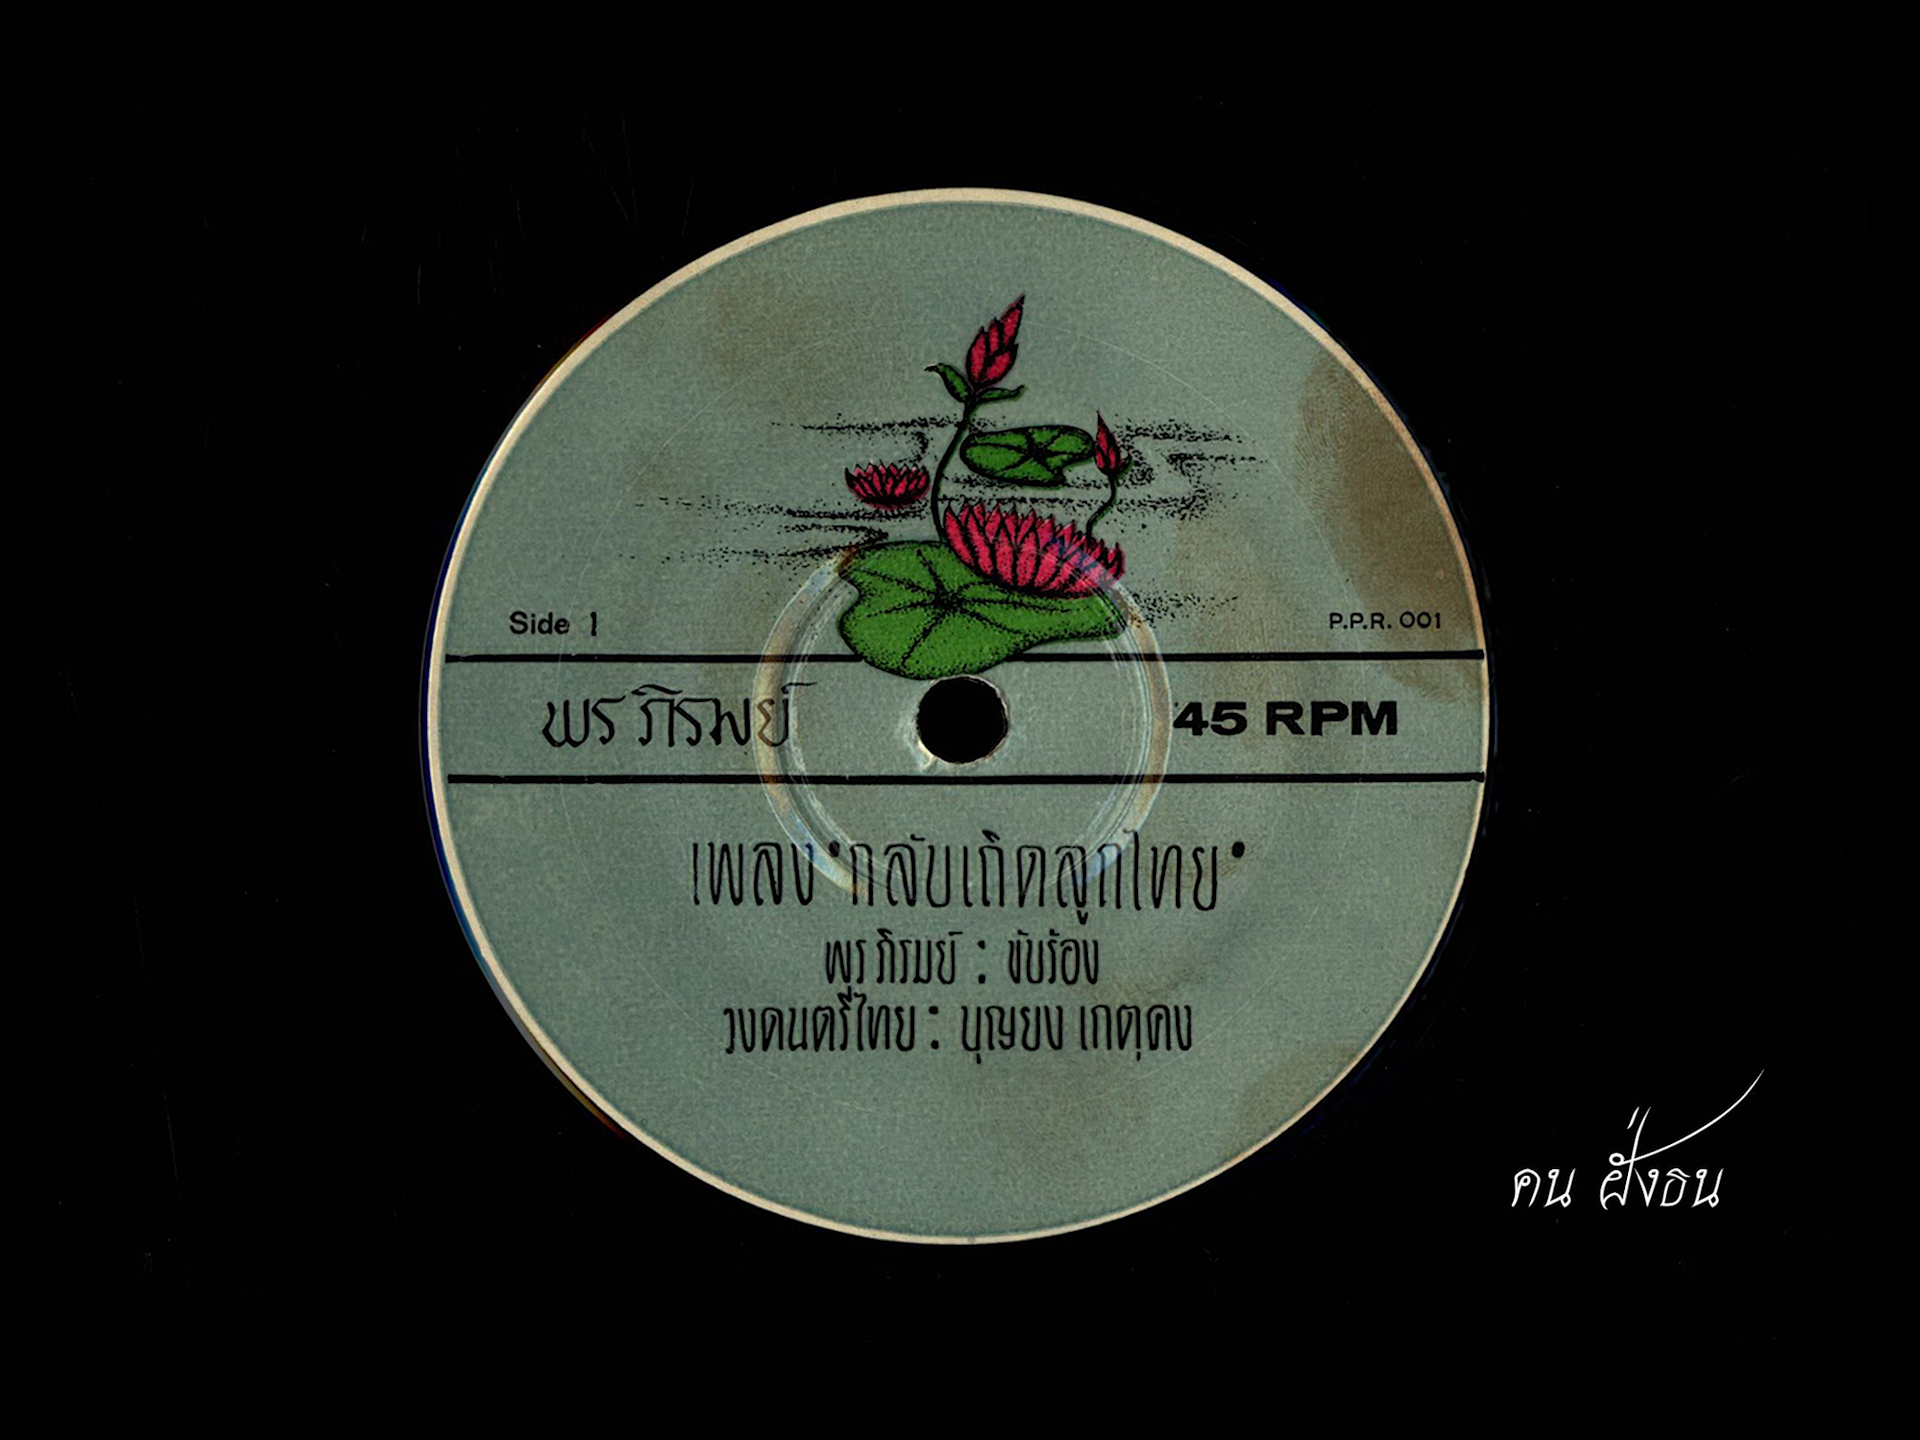 Side 1
P.P.R. 001
พร ภิรมย์
45 RPM
เพลง "กลับเถิดลูกไทย"
พร ภิรมย์ : ขับร้อง
วงดนตรีไทย : บุญยง เกตุคง
คน ฝั่งธน